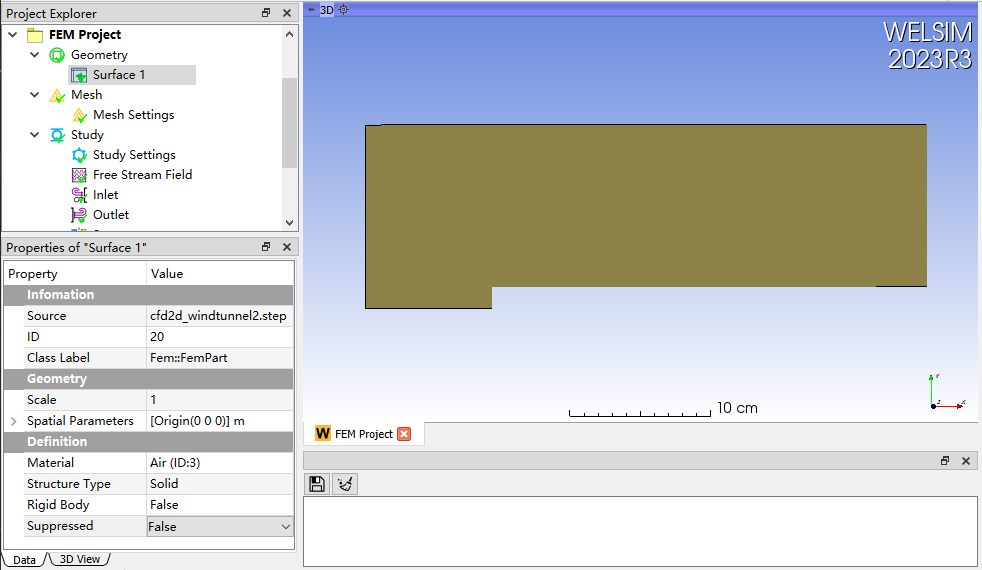 Project Explorer
FEM Project
Geometry
Surface 1
Mesh
Mesh Settings
Study
Study Settings
Free Stream Field
Inlet
Outlet
Properties of "Surface 1"
Property Value
Infomation
Source cfd2d_windtunnel2.step
ID 20
Class Label Fem::FemPart
Geometry
Scale 1
Spatial Parameters [Origin(0 0 0)] m
Definition
Material Air (ID:3)
Structure Type Solid
Rigid Body False
Suppressed False
Data 3D View
3D
WELSIM
2023R3
10 cm
Y
Z X
W FEM Project